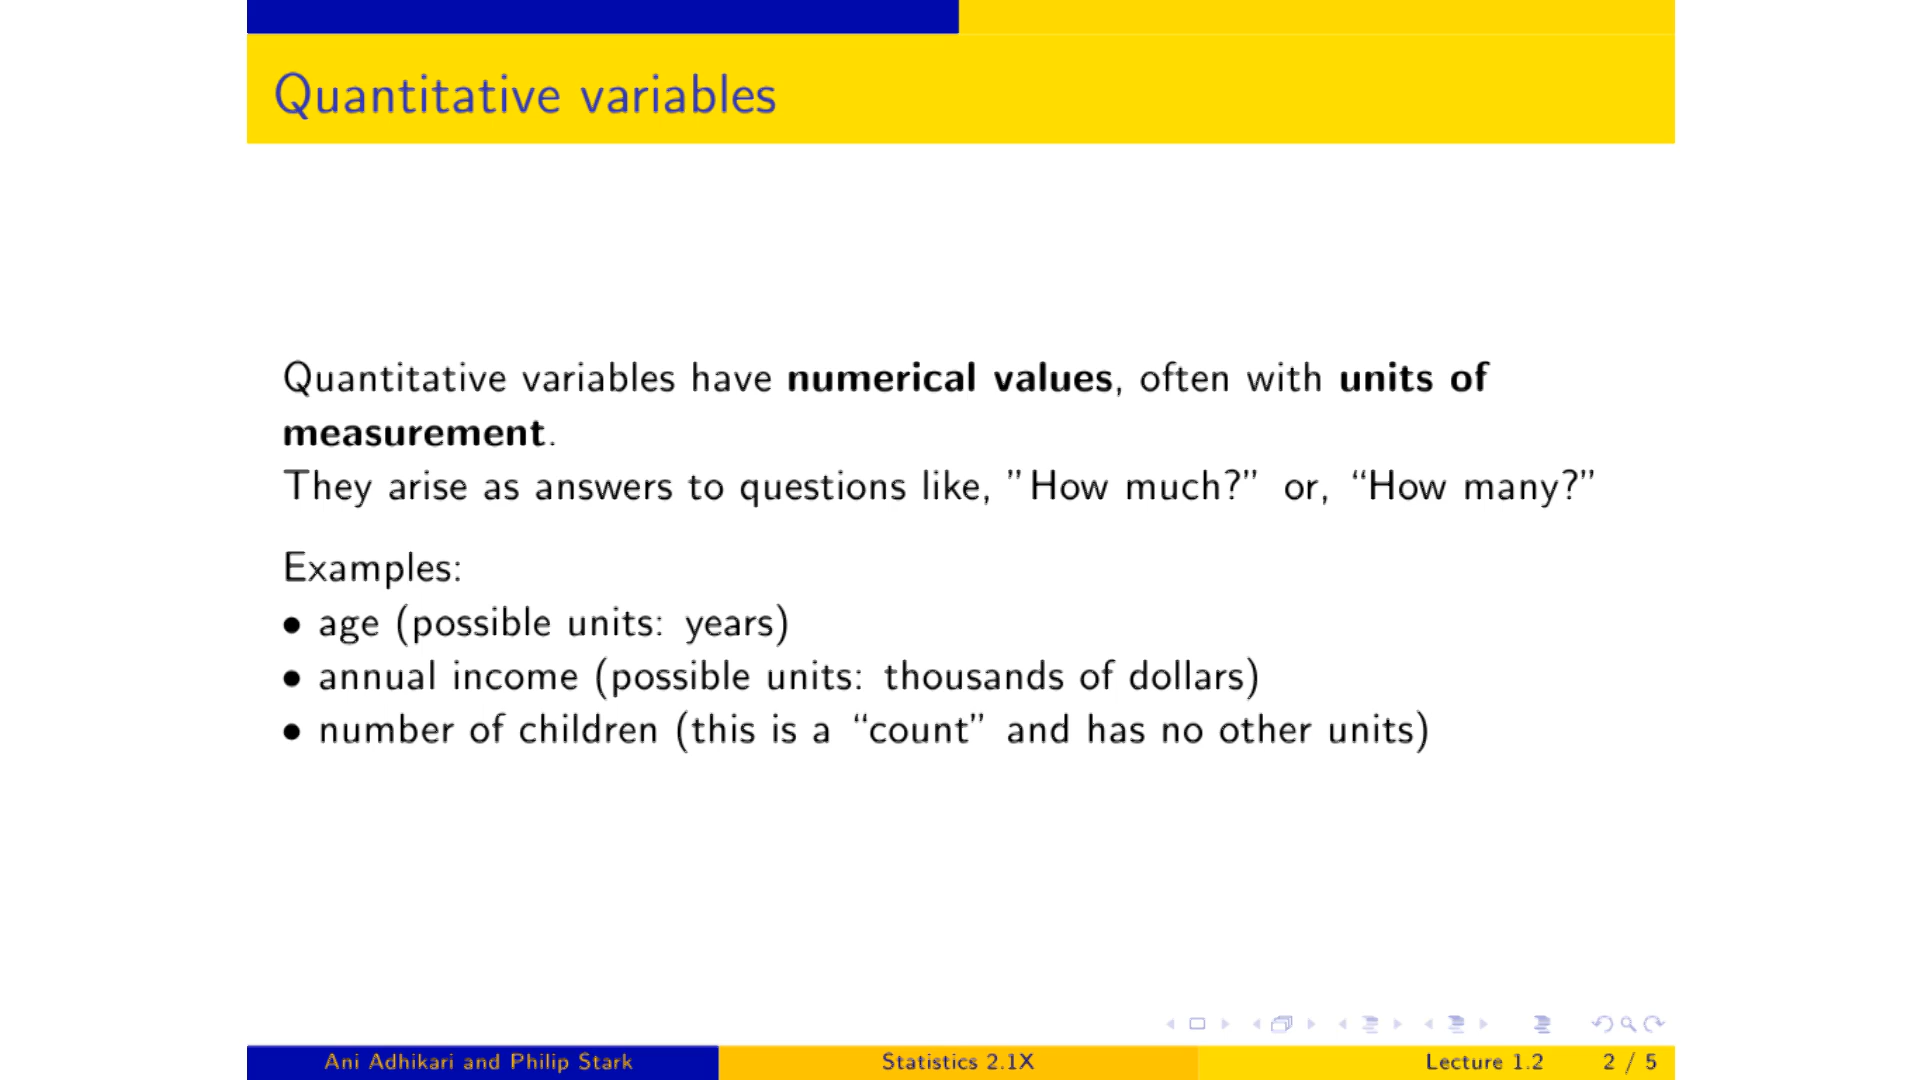 Quantitative variables
Quantitative variables have numerical values, often with units of
measurement.
They arise as answers to questions like, ”How much?” or, “How many?”
Examples:
• age (possible units: years)
• annual income (possible units: thousands of dollars)
• number of children (this is a “count” and has no other units)
Ani Adhikari and Philip Stark Statistics 2.1X Lecture 1.2 2 / 5